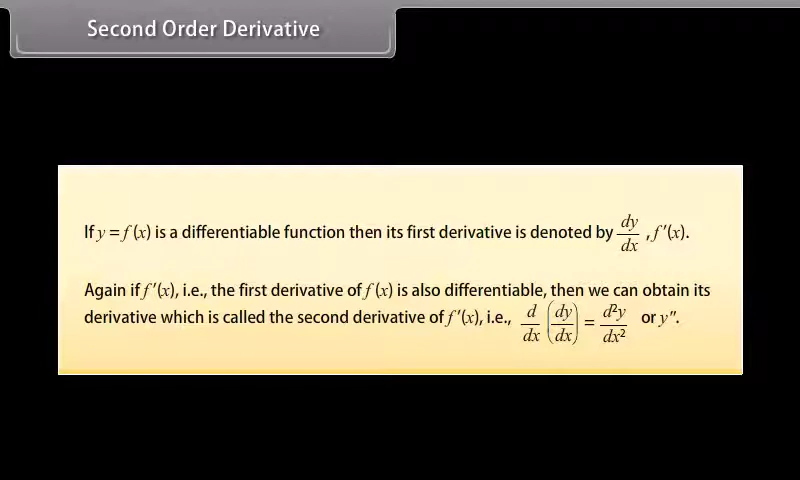 Second Order Derivative
If y = f (x) is a differentiable function then its first derivative is denoted by dy/dx , f ′(x).
Again if f ′(x), i.e., the first derivative of f (x) is also differentiable, then we can obtain its
derivative which is called the second derivative of f ′(x), i.e., d/dx (dy/dx) = d²y/dx² or y″.